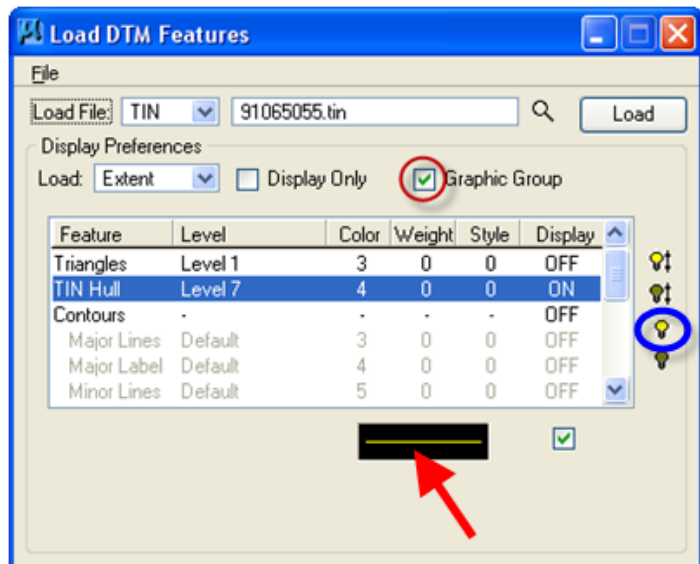 Load DTM Features
File
Load File: TIN 91065055.tin Load
Display Preferences
Load: Extent Display Only Graphic Group
Feature Level Color Weight Style Display
Triangles Level 1 3 0 0 OFF
TIN Hull Level 7 4 0 0 ON
Contours - - - - OFF
Major Lines Default 3 0 0 OFF
Major Label Default 4 0 0 OFF
Minor Lines Default 5 0 0 OFF